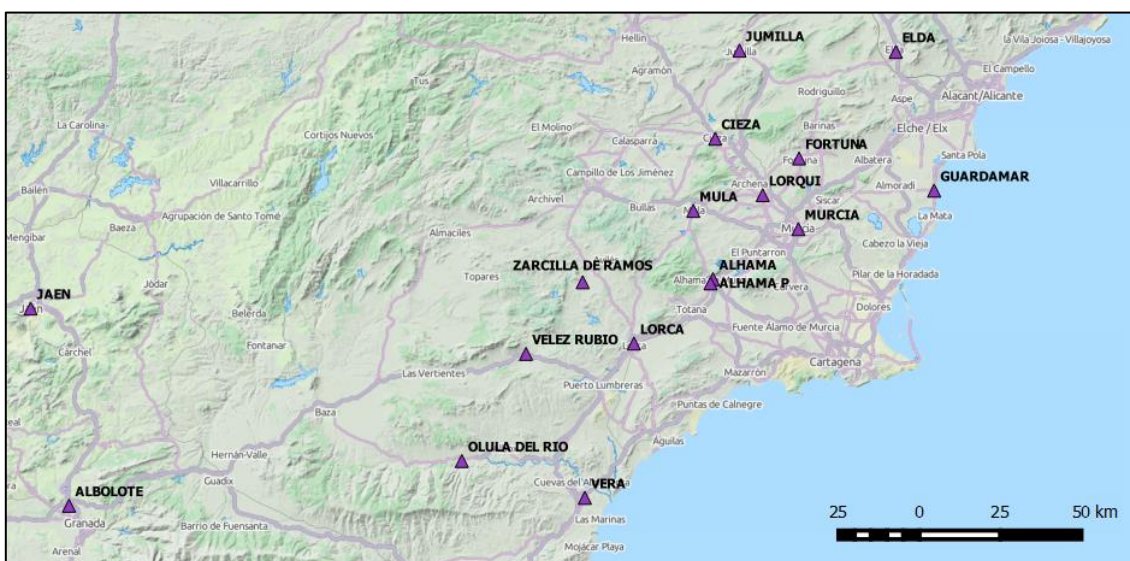 JUMILLA
ELDA
la Vila Joiosa - Villajoyosa
Hellín
Tus
Agramón
El Campello
Rodriguillo
Aspe
Alacant/Alicante
La Carolina
Cortijos Nuevos
El Molino
Calasparra
CIEZA
Barinas
Elche / Elx
FORTUNA
Santa Pola
Albatera
Bailén
Villacarrillo
Campillo de Los Jiménez
Archena
LORQUI
Almoradí
GUARDAMAR
Agrupación de Santo Tomé
Archivel
Bullas
MULA
Siscar
La Mata
Mengibar
Baeza
Almaciles
MURCIA
Murcia
El Puntarron
Cabezo la Vieja
ZARCILLA DE RAMOS
Topares
ALHAMA
Alhama
ALHAMA P
Pilar de la Horadada
JAEN
Jódar
Belerda
Totana
Dolores
Cárchel
Fontanar
VELEZ RUBIO
LORCA
Fuente Álamo de Murcia
Las Vertientes
Cartagena
Puerto Lumbreras
Mazarrón
Baza
Puntas de Calnegre
Águilas
OLULA DEL RIO
Hernán-Valle
Guadix
VERA
ALBOLOTE
Granada
Las Marinas
Barrio de Fuensanta
Arenal
Mojácar Playa
25 0 25 50 km